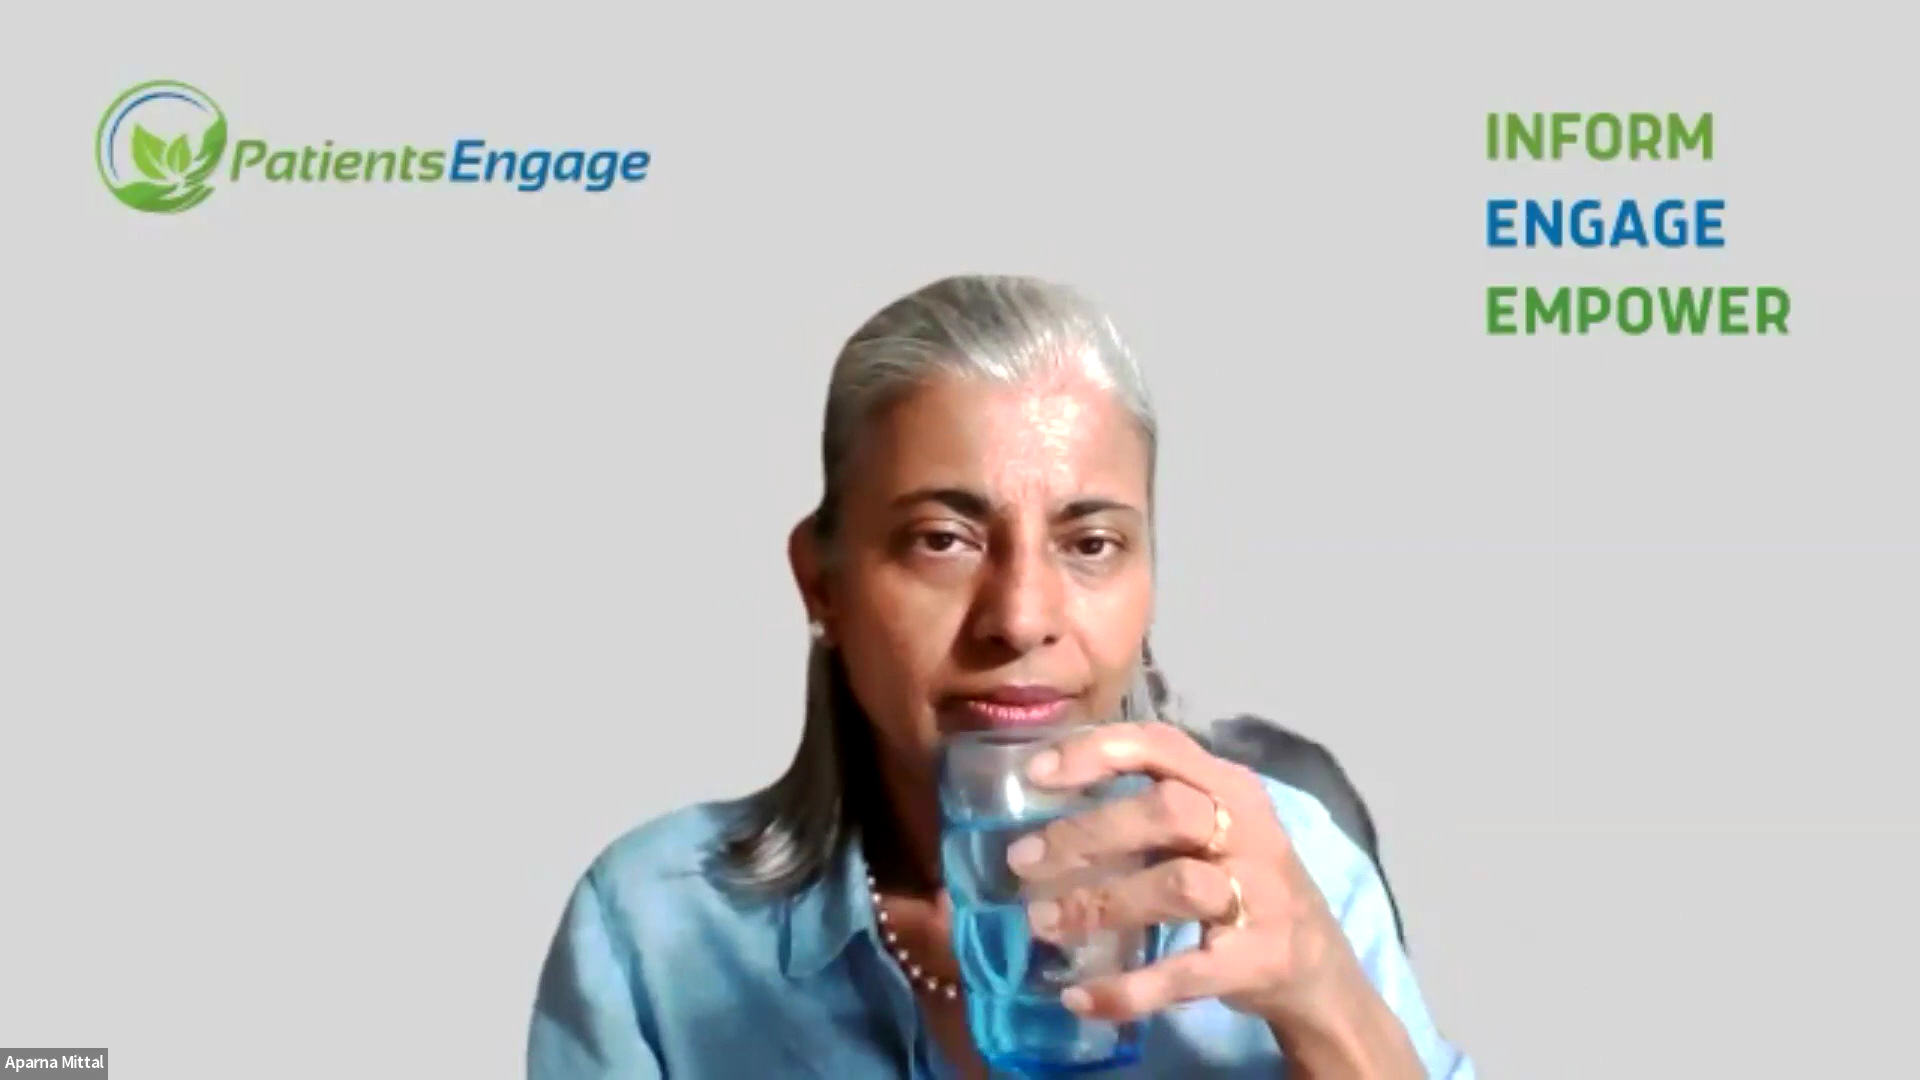 PatientsEngage
INFORM
ENGAGE
EMPOWER
Aparna Mittal